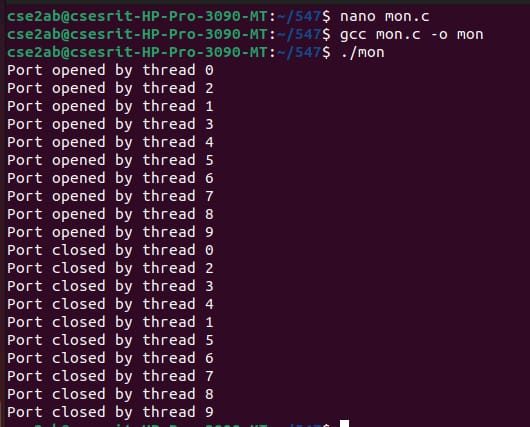 cse2ab@csesrit-HP-Pro-3090-MT:~/547$ nano mon.c
cse2ab@csesrit-HP-Pro-3090-MT:~/547$ gcc mon.c -o mon
cse2ab@csesrit-HP-Pro-3090-MT:~/547$ ./mon
Port opened by thread 0
Port opened by thread 2
Port opened by thread 1
Port opened by thread 3
Port opened by thread 4
Port opened by thread 5
Port opened by thread 6
Port opened by thread 7
Port opened by thread 8
Port opened by thread 9
Port closed by thread 0
Port closed by thread 2
Port closed by thread 3
Port closed by thread 4
Port closed by thread 1
Port closed by thread 5
Port closed by thread 6
Port closed by thread 7
Port closed by thread 8
Port closed by thread 9
cse2ab@csesrit-HP-Pro-3090-MT:~/547$